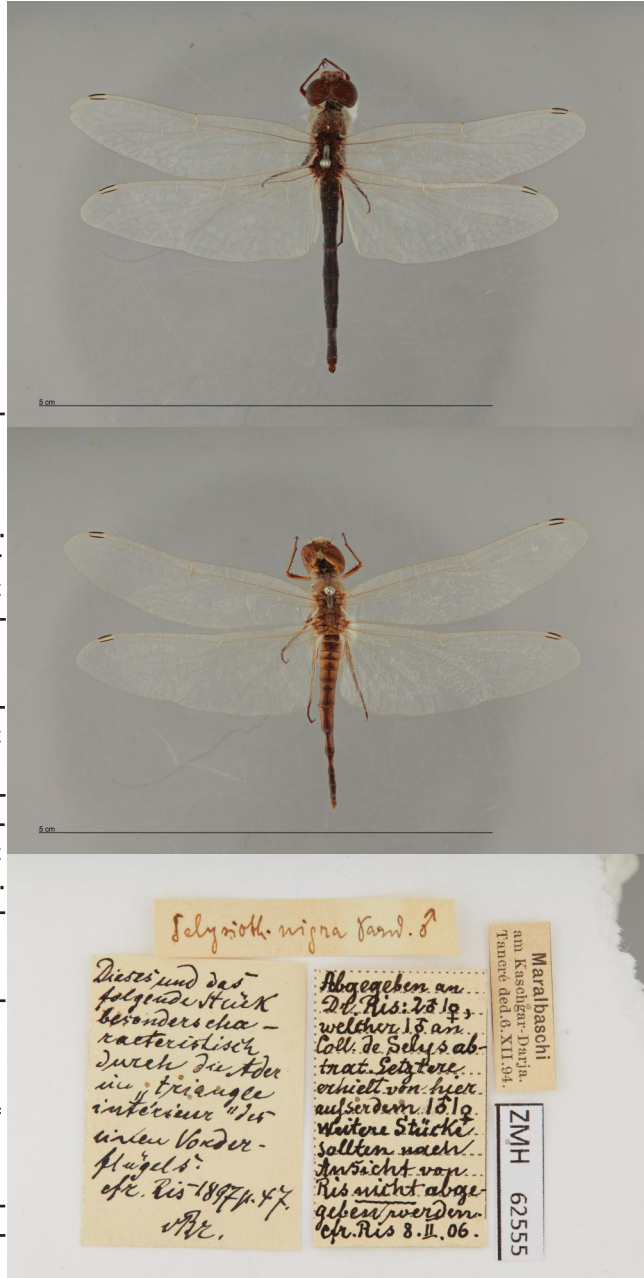 5 cm
5 cm
Selysioth. nigra Vand. ♂
Dieses und das
folgende Stück
besonders cha-
racteristisch
durch die Ader
im „triangle
intérieur" des
linken Vorder-
flügels.
cfr. Ris 1897 p. 47.
vBr.
Abgegeben an
Dr. Ris: 2♂ 1♀,
welcher 1♂ an
Coll. de Selys ab-
trat. Letztere
erhielt von hier
außerdem 1♂ 1♀
Weitere Stücke
sollten nach
Ansicht von
Ris nicht abge-
geben werden.
cfr. Ris 8.II.06.
Maralbaschi
am Kaschgar-Darja.
Tancré ded. 6.XII.94.
ZMH 62555